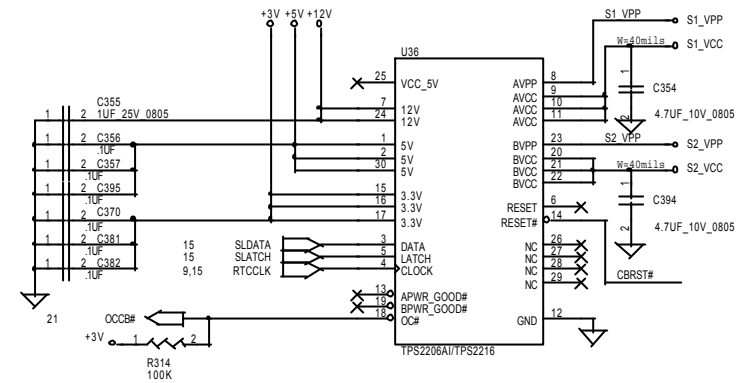 +3V +5V +12V
S1_VPP S1_VPP
W=40mils S1_VCC
U36
25 VCC_5V AVPP 8
AVCC 9
7 12V AVCC 10
24 12V AVCC 11
1 2 C355
1UF_25V_0805
1 C354 2
4.7UF_10V_0805
1 2 C356
.1UF
1 5V BVPP 23 S2_VPP S2_VPP
2 5V BVCC 20
30 5V BVCC 21 W=40mils S2_VCC
BVCC 22
1 2 C357
.1UF
1 2 C395
.1UF
15 3.3V
16 3.3V RESET 6
17 3.3V RESET# 14
1 C394 2
4.7UF_10V_0805
1 2 C370
.1UF
1 2 C381
.1UF
1 2 C382
.1UF
15 SLDATA 3 DATA NC 26
15 SLATCH 5 LATCH NC 27
9,15 RTCCLK 4 CLOCK NC 28
NC 29
CBRST#
13 APWR_GOOD#
19 BPWR_GOOD#
21 OCCB# 18 OC# GND 12
+3V 1 2
R314
100K
TPS2206AI/TPS2216